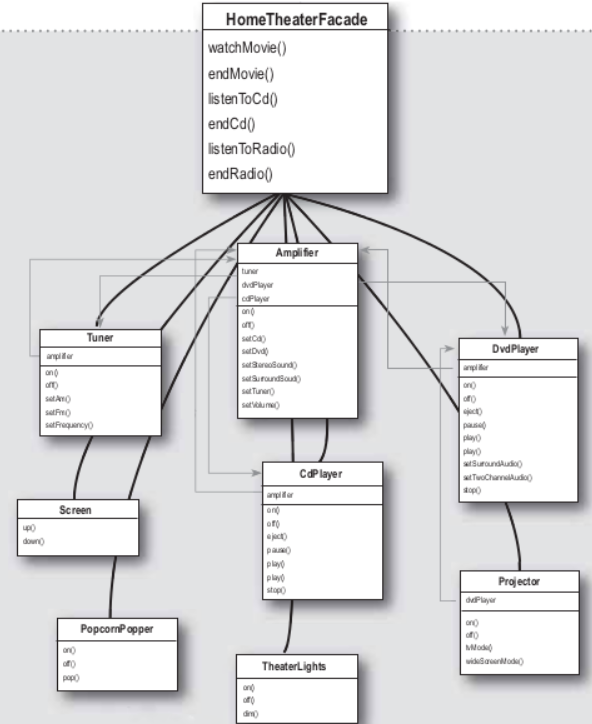 HomeTheaterFacade
watchMovie()
endMovie()
listenToCd()
endCd()
listenToRadio()
endRadio()
Amplifier
tuner
dvdPlayer
cdPlayer
on()
off()
setCd()
setDvd()
setStereoSound()
setSurroundSoud()
setTuner()
setVolume()
Tuner
amplifier
on()
off()
setAm()
setFm()
setFrequency()
DvdPlayer
amplifier
on()
off()
eject()
pause()
play()
play()
setSurroundAudio()
setTwoChannelAudio()
stop()
CdPlayer
amplifier
on()
off()
eject()
pause()
play()
play()
stop()
Screen
up()
down()
Projector
dvdPlayer
on()
off()
tvMode()
wideScreenMode()
PopcornPopper
on()
off()
pop()
TheaterLights
on()
off()
dim()